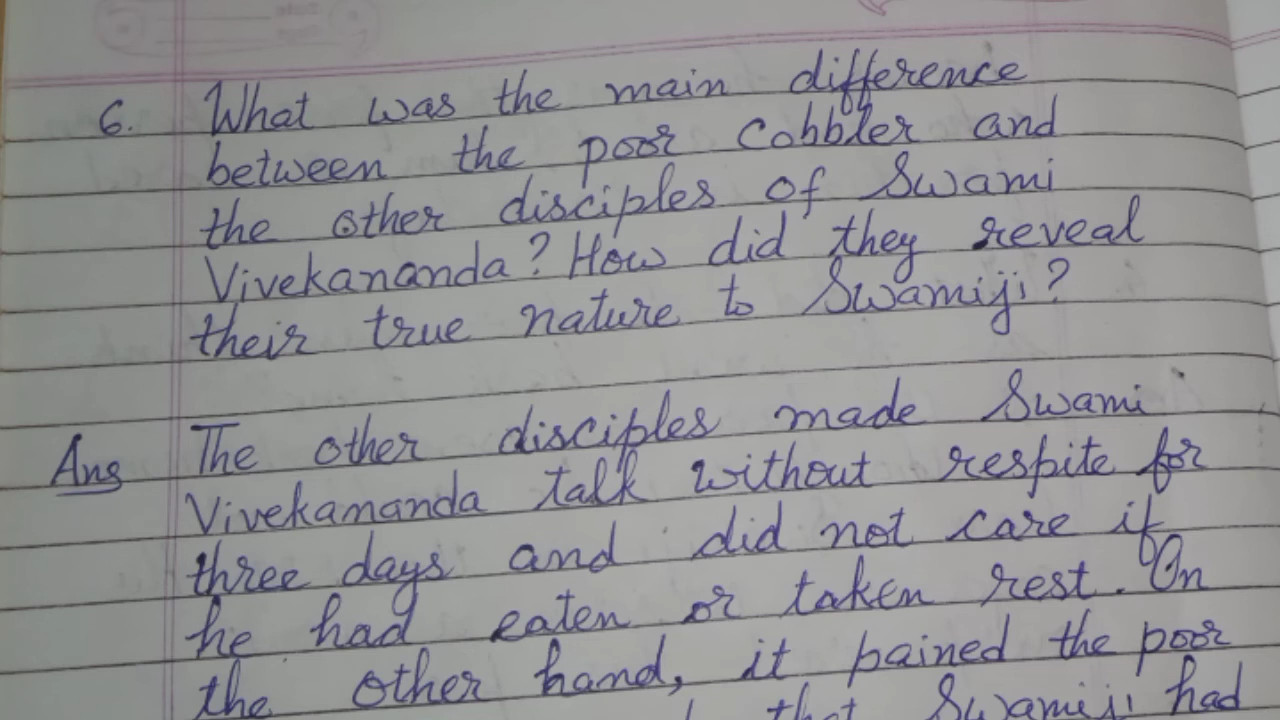 6. What was the main difference
between the poor cobbler and
the other disciples of Swami
Vivekananda? How did they reveal
their true nature to Swamiji?
Ans The other disciples made Swami
Vivekamanda talk without respite for
three days and did not care if
he had eaten or taken rest. On
the other hand, it pained the poor
that Swamiji had